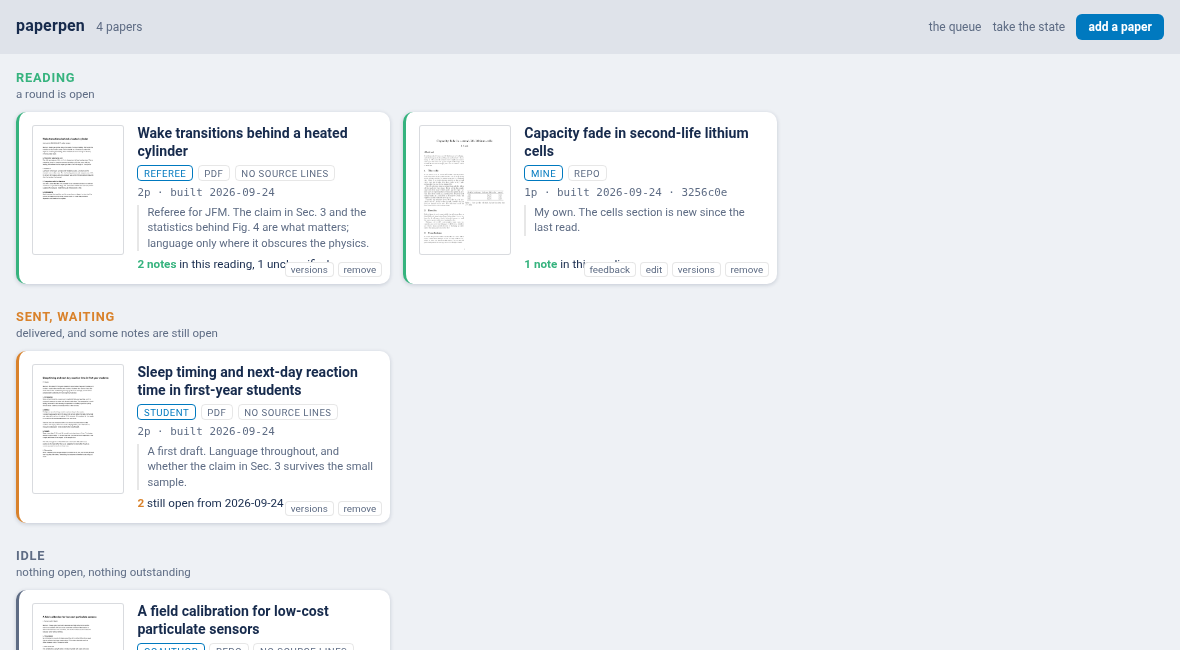 paperpen 4 papers the queue take the state add a paper
READING
a round is open
Wake transitions behind a heated
cylinder
REFEREE PDF NO SOURCE LINES
2p · built 2026-09-24
Referee for JFM. The claim in Sec. 3 and the
statistics behind Fig. 4 are what matters;
language only where it obscures the physics.
2 notes in this reading, 1
versions remove
Capacity fade in second-life lithium
cells
MINE REPO
1p · built 2026-09-24 · 3256c0e
My own. The cells section is new since the
last read.
1 note in
feedback edit versions remove
SENT, WAITING
delivered, and some notes are still open
Sleep timing and next-day reaction
time in first-year students
STUDENT PDF NO SOURCE LINES
2p · built 2026-09-24
A first draft. Language throughout, and
whether the claim in Sec. 3 survives the small
sample.
2 still open from 2026-09-24
versions remove
IDLE
nothing open, nothing outstanding
A field calibration for low-cost
particulate sensors
COAUTHOR REPO NO SOURCE LINES